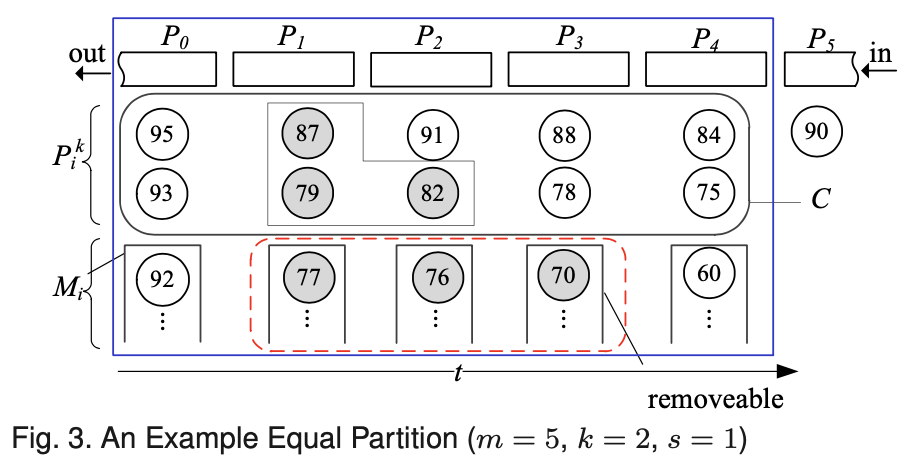 P₀ P₁ P₂ P₃ P₄ P₅
out in
95 87 91 88 84 90
Pᵢᵏ
93 79 82 78 75 C
92 77 76 70 60
Mᵢ
⋮ ⋮ ⋮ ⋮ ⋮
t
removeable
Fig. 3. An Example Equal Partition (m = 5, k = 2, s = 1)